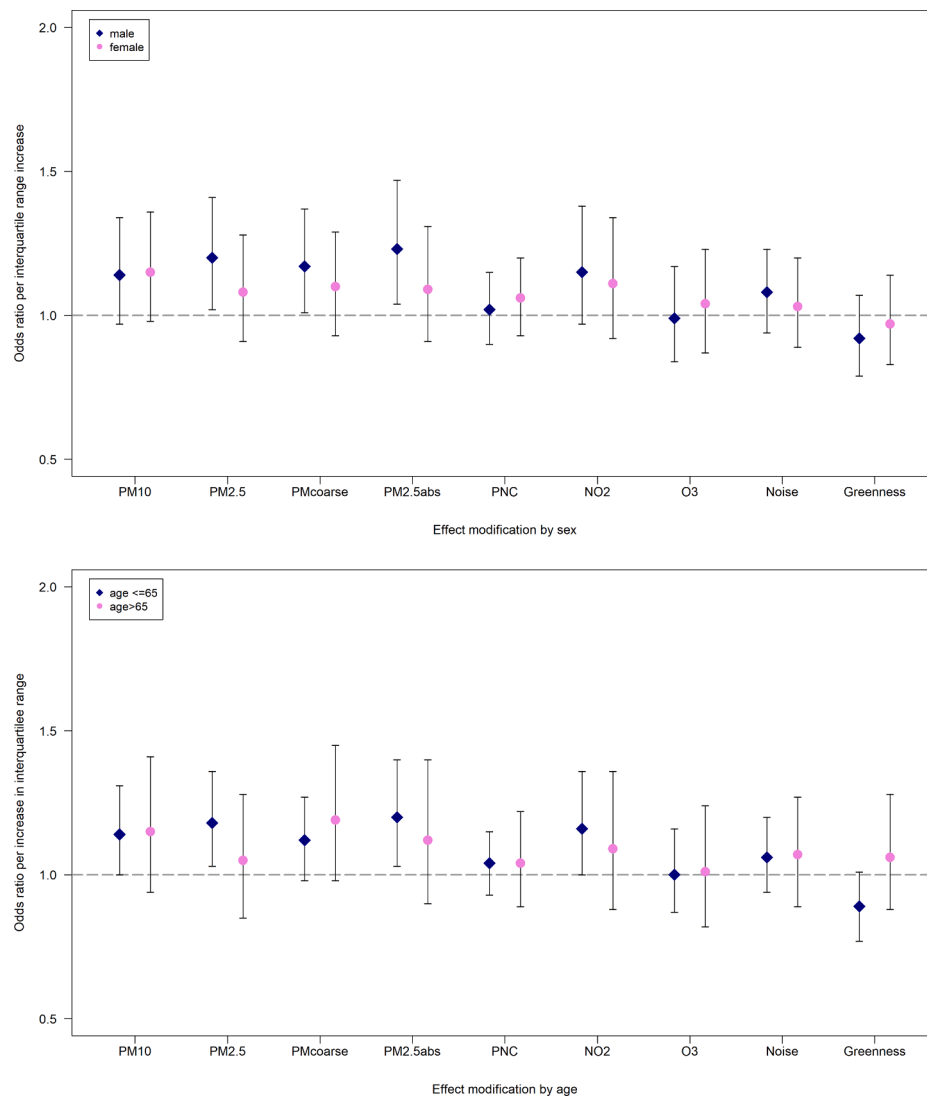 male
female
Odds ratio per interquartile range increase
2.0
1.5
1.0
0.5
PM10 PM2.5 PMcoarse PM2.5abs PNC NO2 O3 Noise Greenness
Effect modification by sex
age <=65
age>65
Odds ratio per increase in interquartilee range
2.0
1.5
1.0
0.5
PM10 PM2.5 PMcoarse PM2.5abs PNC NO2 O3 Noise Greenness
Effect modification by age